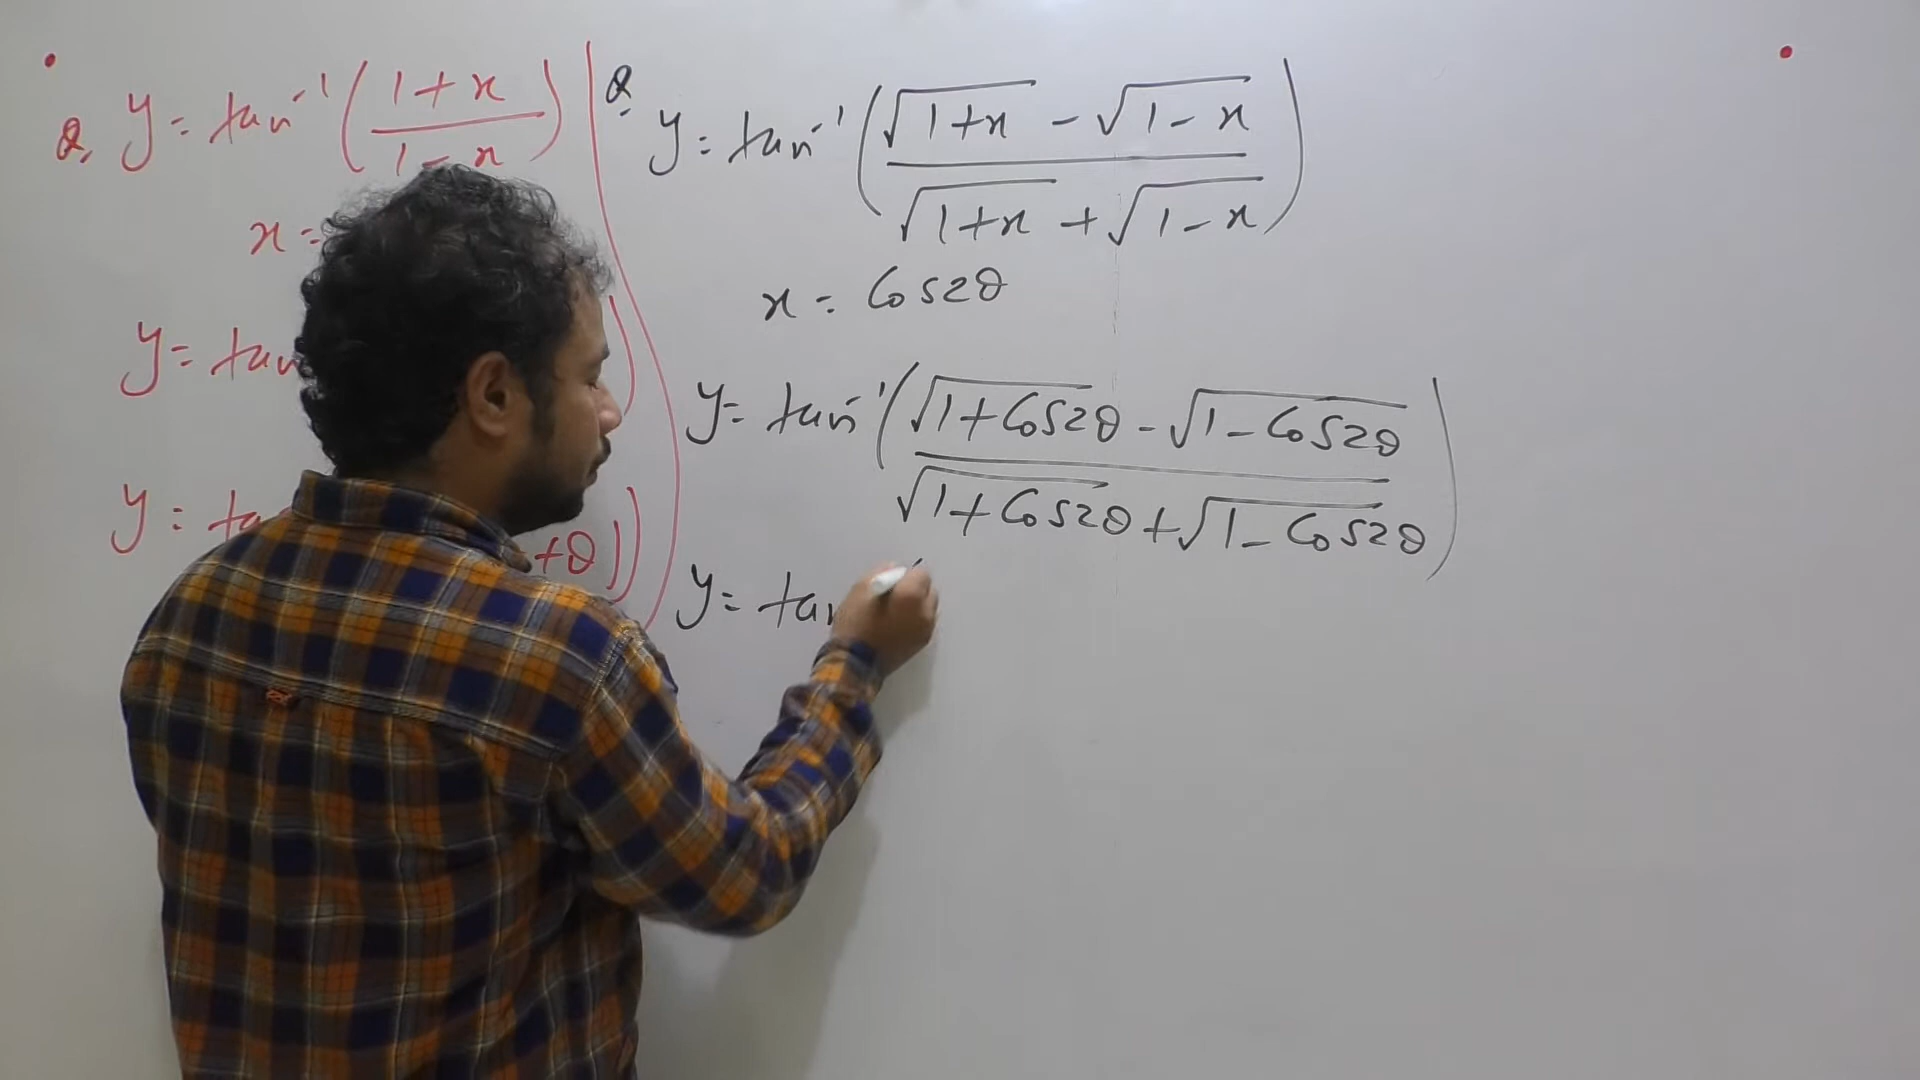 Q. y = tan⁻¹ ( (1+x) / (1-x) )
x =
y = tan
y = ta +θ))
Q. y = tan⁻¹ ( (√(1+x) - √(1-x)) / (√(1+x) + √(1-x)) )
x = Cos2θ
y = tan⁻¹ ( (√(1+Cos2θ) - √(1-Cos2θ)) / (√(1+Cos2θ) + √(1-Cos2θ)) )
y = tan